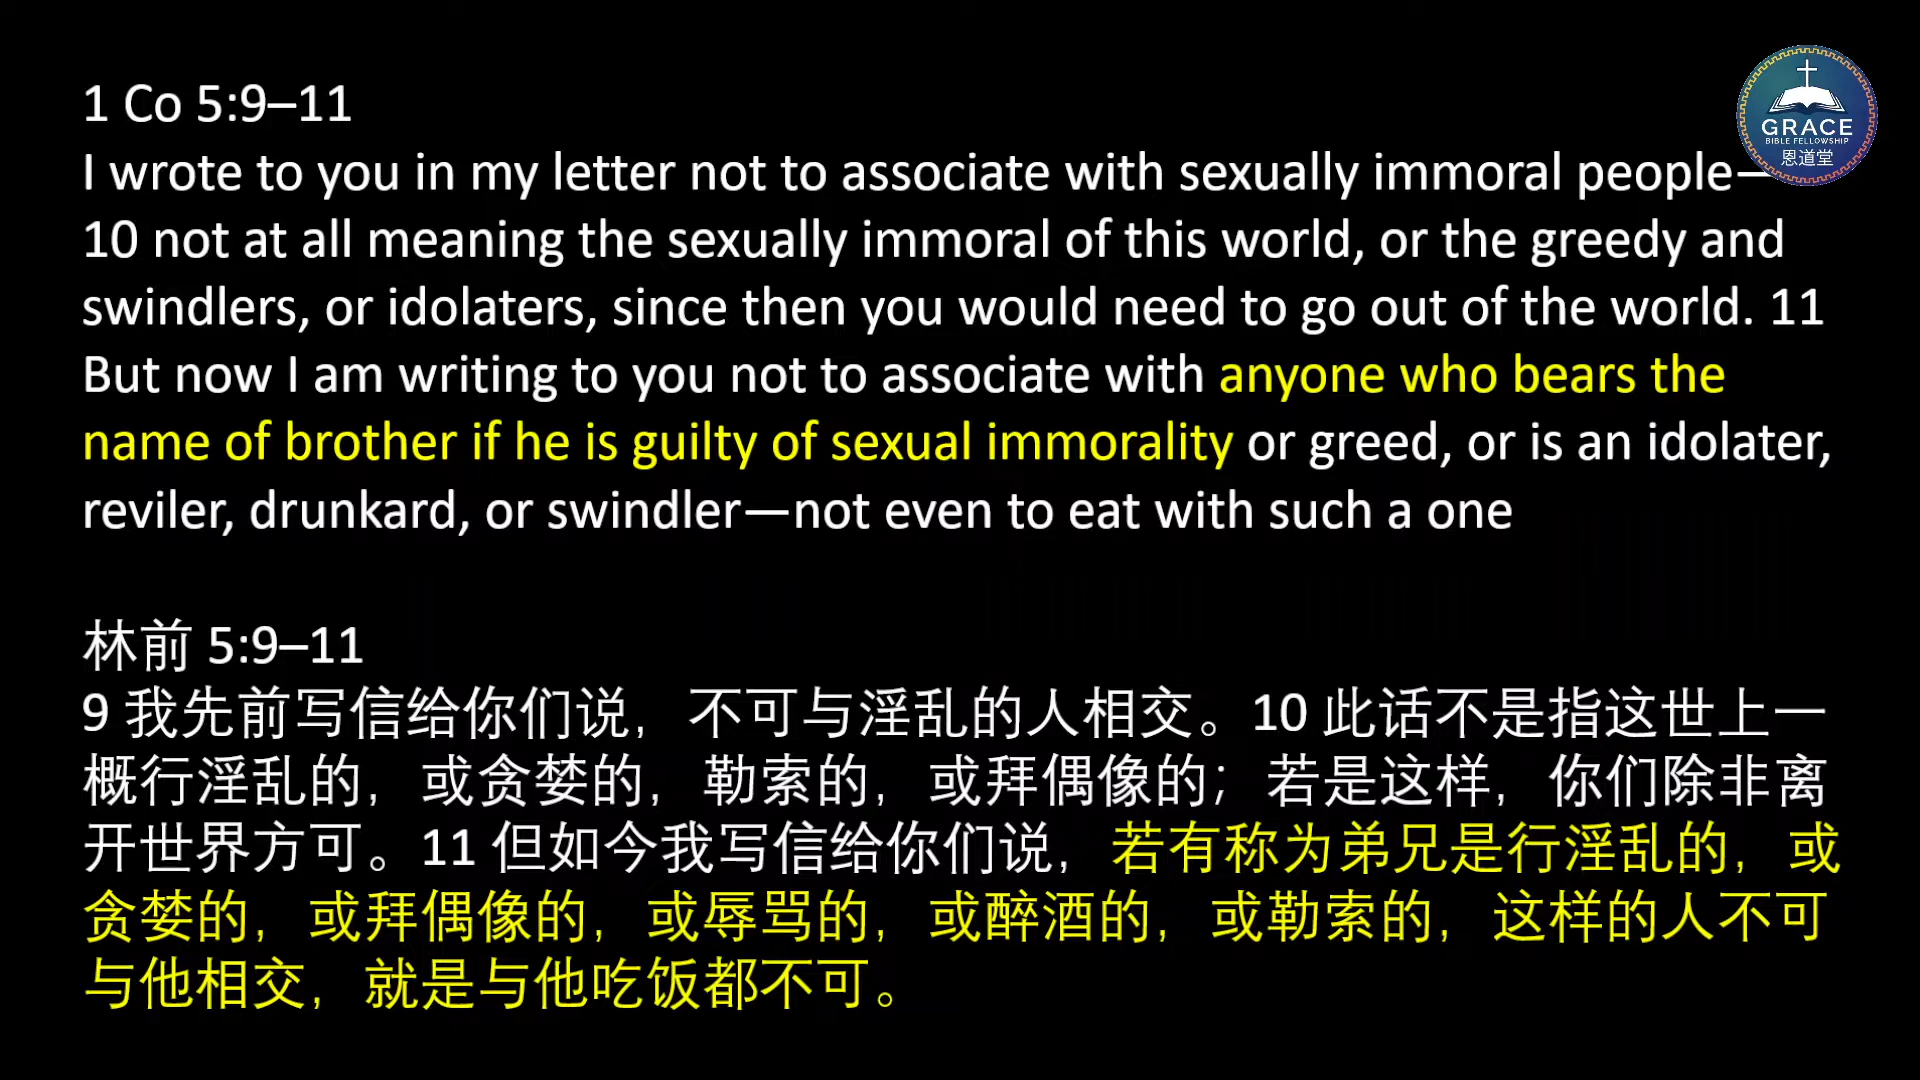 1 Co 5:9–11
I wrote to you in my letter not to associate with sexually immoral people—
10 not at all meaning the sexually immoral of this world, or the greedy and
swindlers, or idolaters, since then you would need to go out of the world. 11
But now I am writing to you not to associate with anyone who bears the
name of brother if he is guilty of sexual immorality or greed, or is an idolater,
reviler, drunkard, or swindler—not even to eat with such a one
林前 5:9–11
9 我先前写信给你们说，不可与淫乱的人相交。10 此话不是指这世上一
概行淫乱的，或贪婪的，勒索的，或拜偶像的；若是这样，你们除非离
开世界方可。11 但如今我写信给你们说，若有称为弟兄是行淫乱的，或
贪婪的，或拜偶像的，或辱骂的，或醉酒的，或勒索的，这样的人不可
与他相交，就是与他吃饭都不可。
GRACE
BIBLE FELLOWSHIP
恩道堂